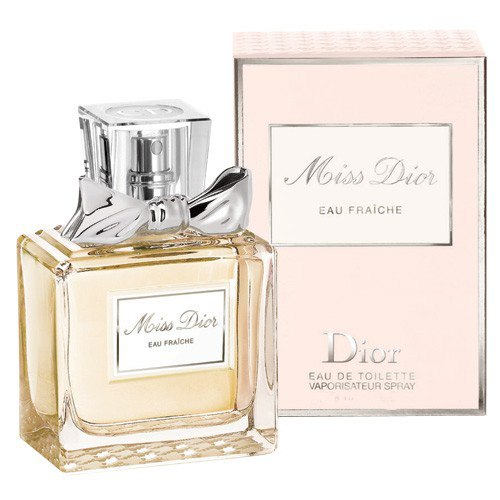 Miss Dior
EAU FRAÎCHE
Miss Dior
EAU FRAÎCHE
Dior
EAU DE TOILETTE
VAPORISATEUR SPRAY